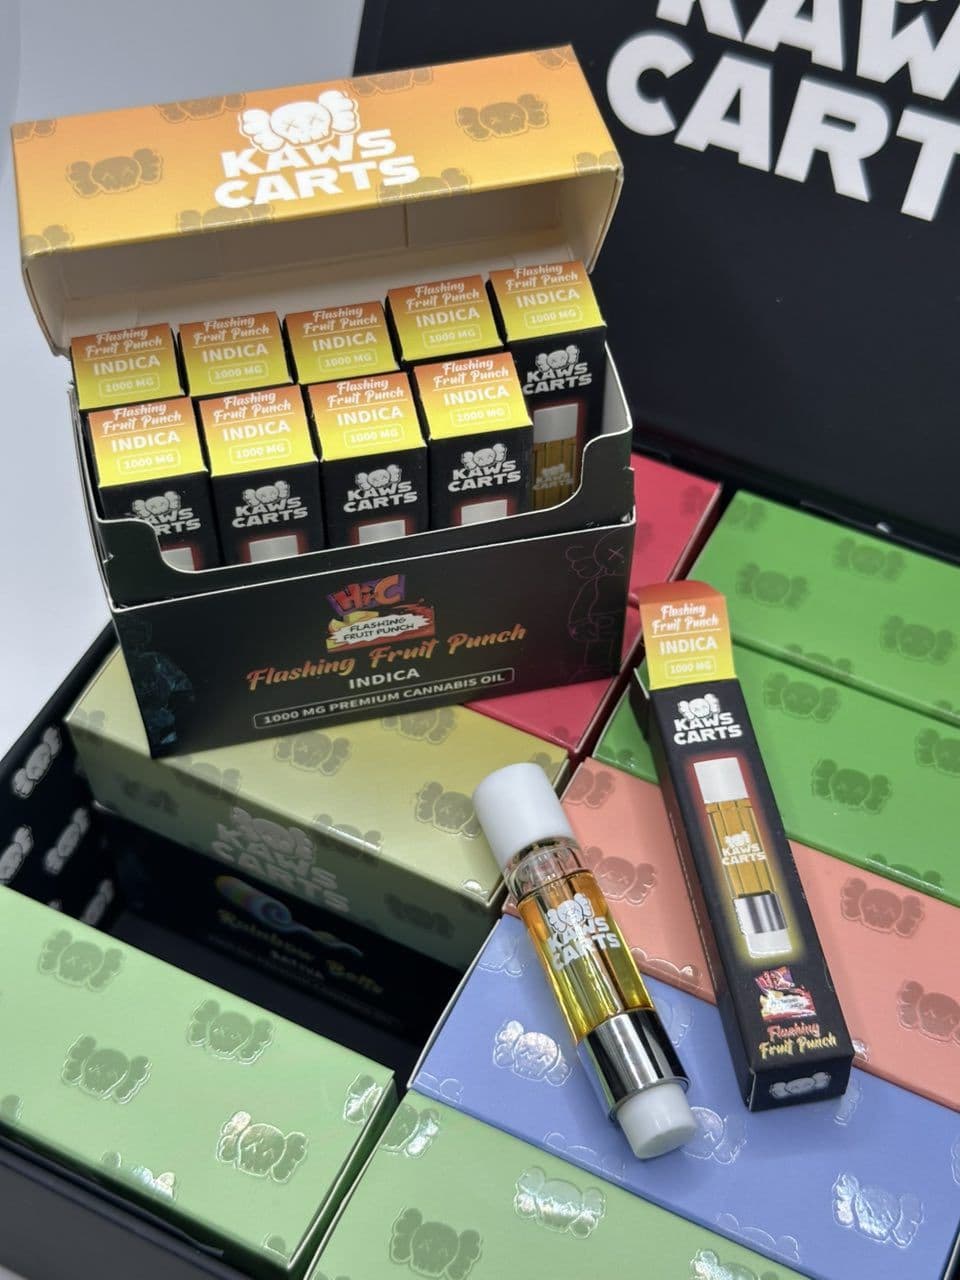 KAWS
CARTS
KAWS
CART
Flashing
Fruit Punch
INDICA
1000 MG
Flashing
Fruit Punch
INDICA
1000 MG
Flashing
Fruit Punch
INDICA
1000 MG
Flashing
Fruit Punch
INDICA
1000 MG
Flashing
Fruit Punch
INDICA
1000 MG
KAWS
CARTS
Flashing
Fruit Punch
INDICA
1000 MG
KAWS
CARTS
Flashing
Fruit Punch
INDICA
1000 MG
KAWS
CARTS
Flashing
Fruit Punch
INDICA
1000 MG
KAWS
CARTS
Flashing
Fruit Punch
INDICA
1000 MG
KAWS
CARTS
Hi-C
FLASHING
FRUIT PUNCH
Flashing Fruit Punch
INDICA
1000 MG PREMIUM CANNABIS OIL
Flashing
Fruit Punch
INDICA
1000 MG
KAWS
CARTS
KAWS
CARTS
Hi-C
Flashing
Fruit Punch
KAWS
CARTS
KAWS
CARTS
Rainbow Belts
SATIVA